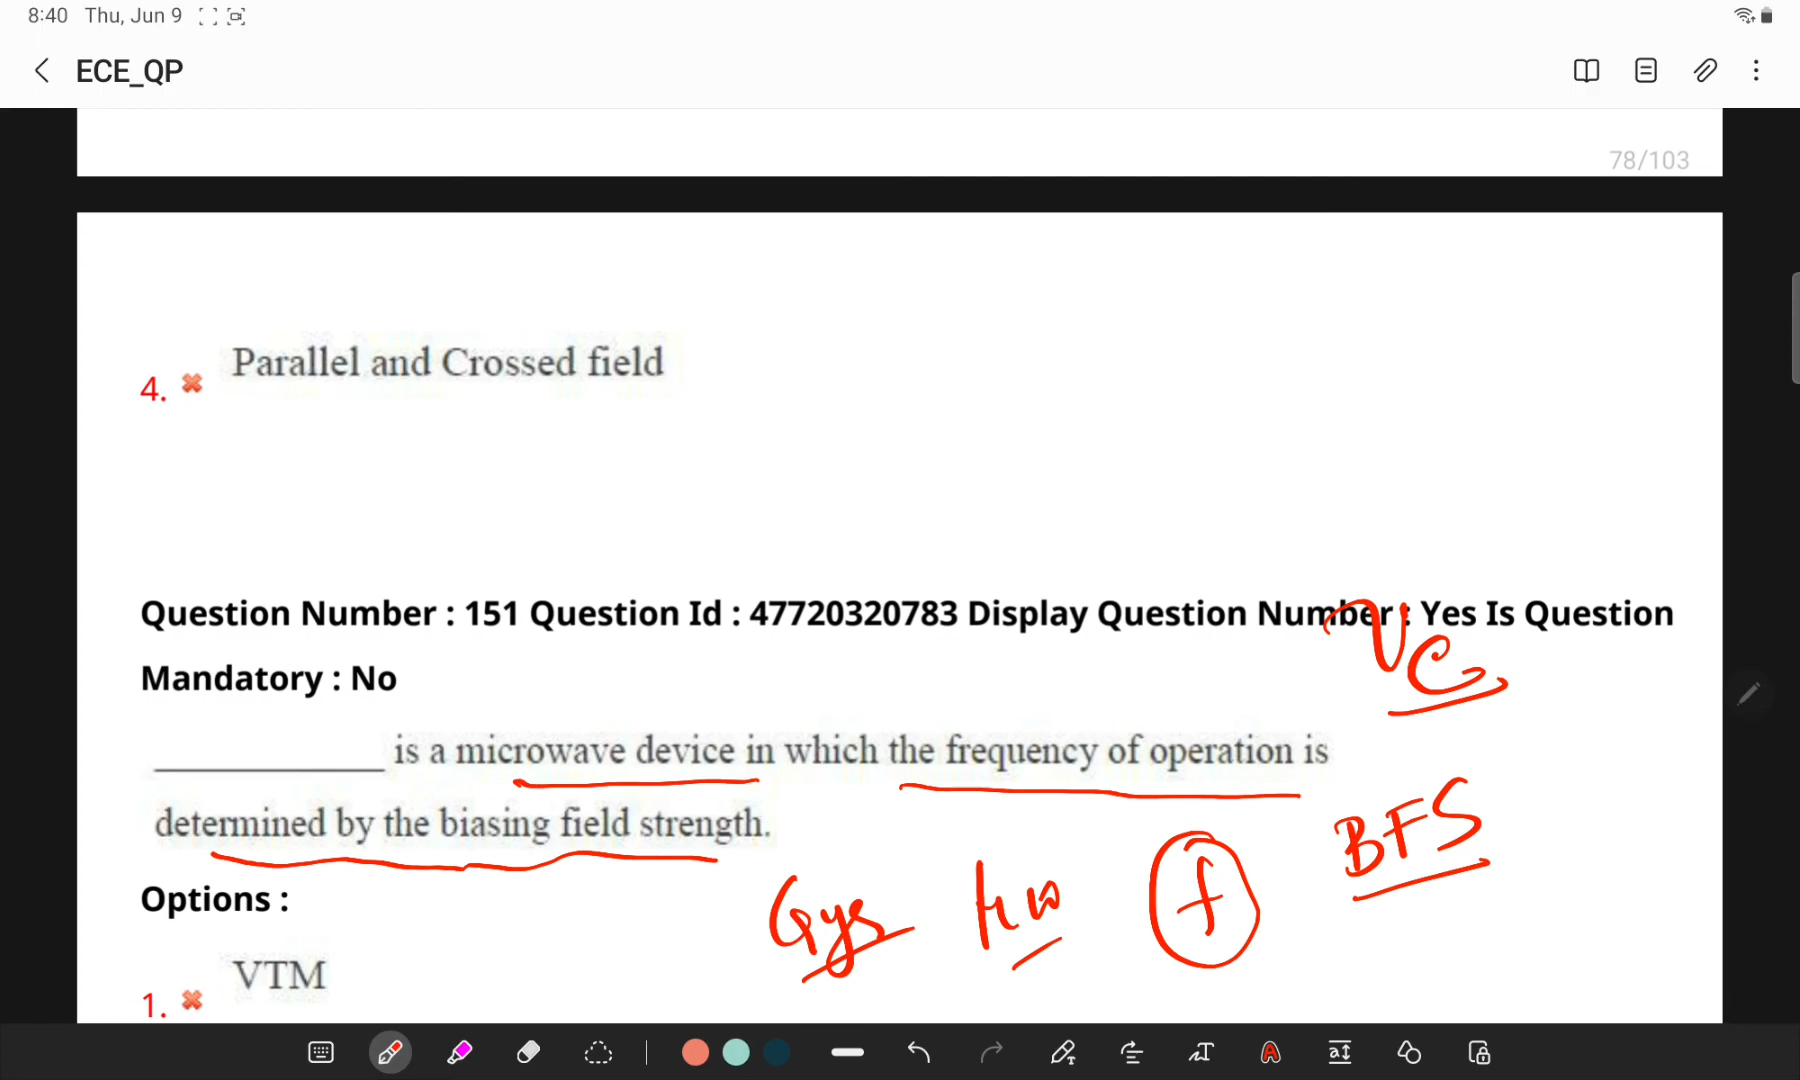 8:40 Thu, Jun 9
ECE_QP
78/103
Parallel and Crossed field
4.
Question Number : 151 Question Id : 47720320783 Display Question Number : Yes Is Question
Mandatory : No
VC
____________ is a microwave device in which the frequency of operation is
determined by the biasing field strength.
BFS
f
Options :
VTM
1.